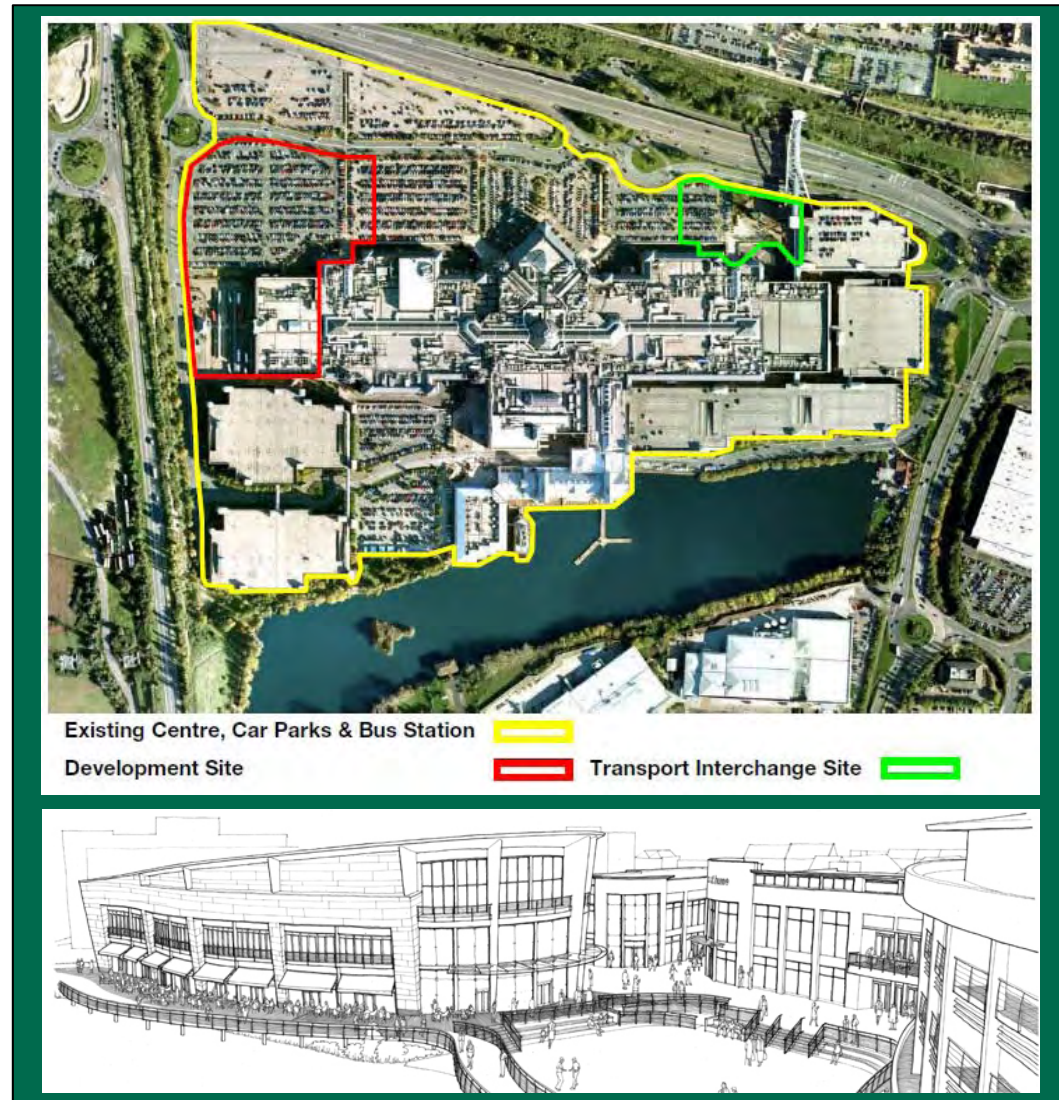 Existing Centre, Car Parks & Bus Station
Development Site
Transport Interchange Site